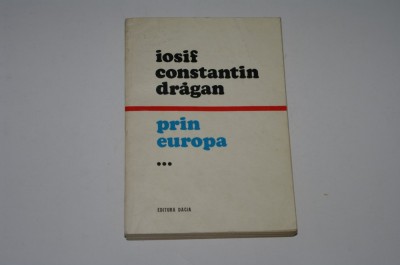 iosif
constantin
drăgan
prin
europa
•••
EDITURA DACIA